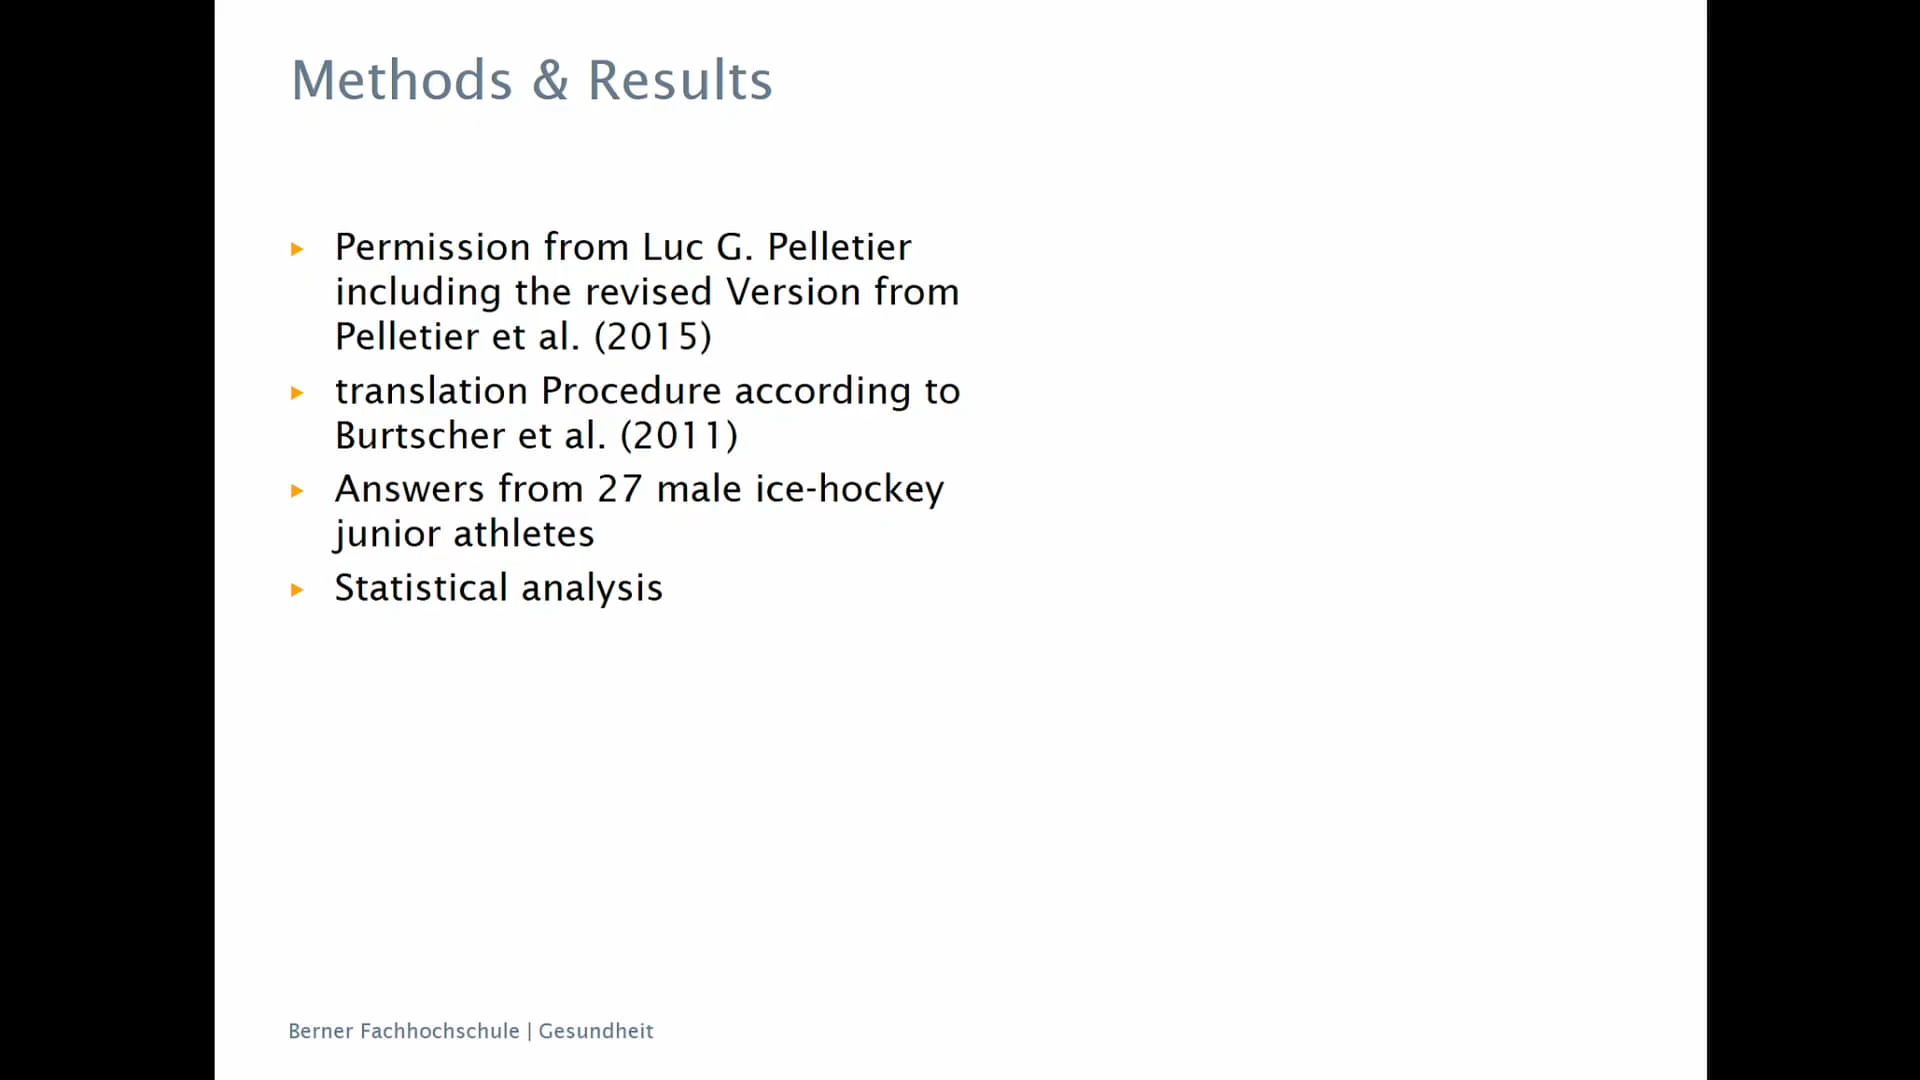 Methods & Results
Permission from Luc G. Pelletier
including the revised Version from
Pelletier et al. (2015)
translation Procedure according to
Burtscher et al. (2011)
Answers from 27 male ice-hockey
junior athletes
Statistical analysis
Berner Fachhochschule | Gesundheit